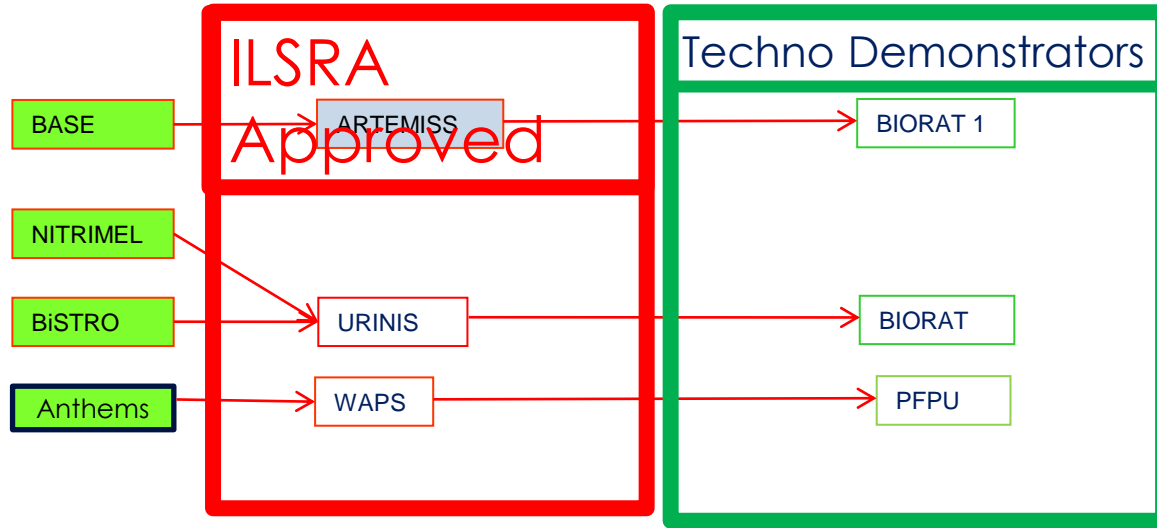 ILSRA
Approved
Techno Demonstrators
BASE
ARTEMISS
BIORAT 1
NITRIMEL
BiSTRO
URINIS
BIORAT
Anthems
WAPS
PFPU